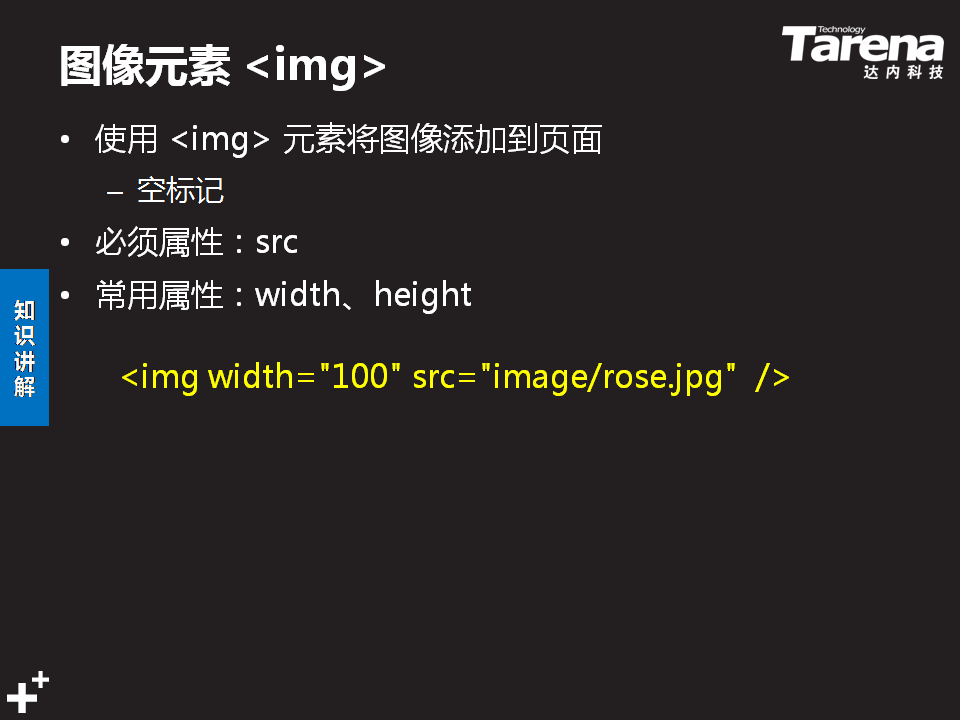 图像元素 <img>
Technology
Tarena
达内科技
• 使用 <img> 元素将图像添加到页面
– 空标记
• 必须属性：src
• 常用属性：width、height
知识讲解
<img width="100" src="image/rose.jpg"  />